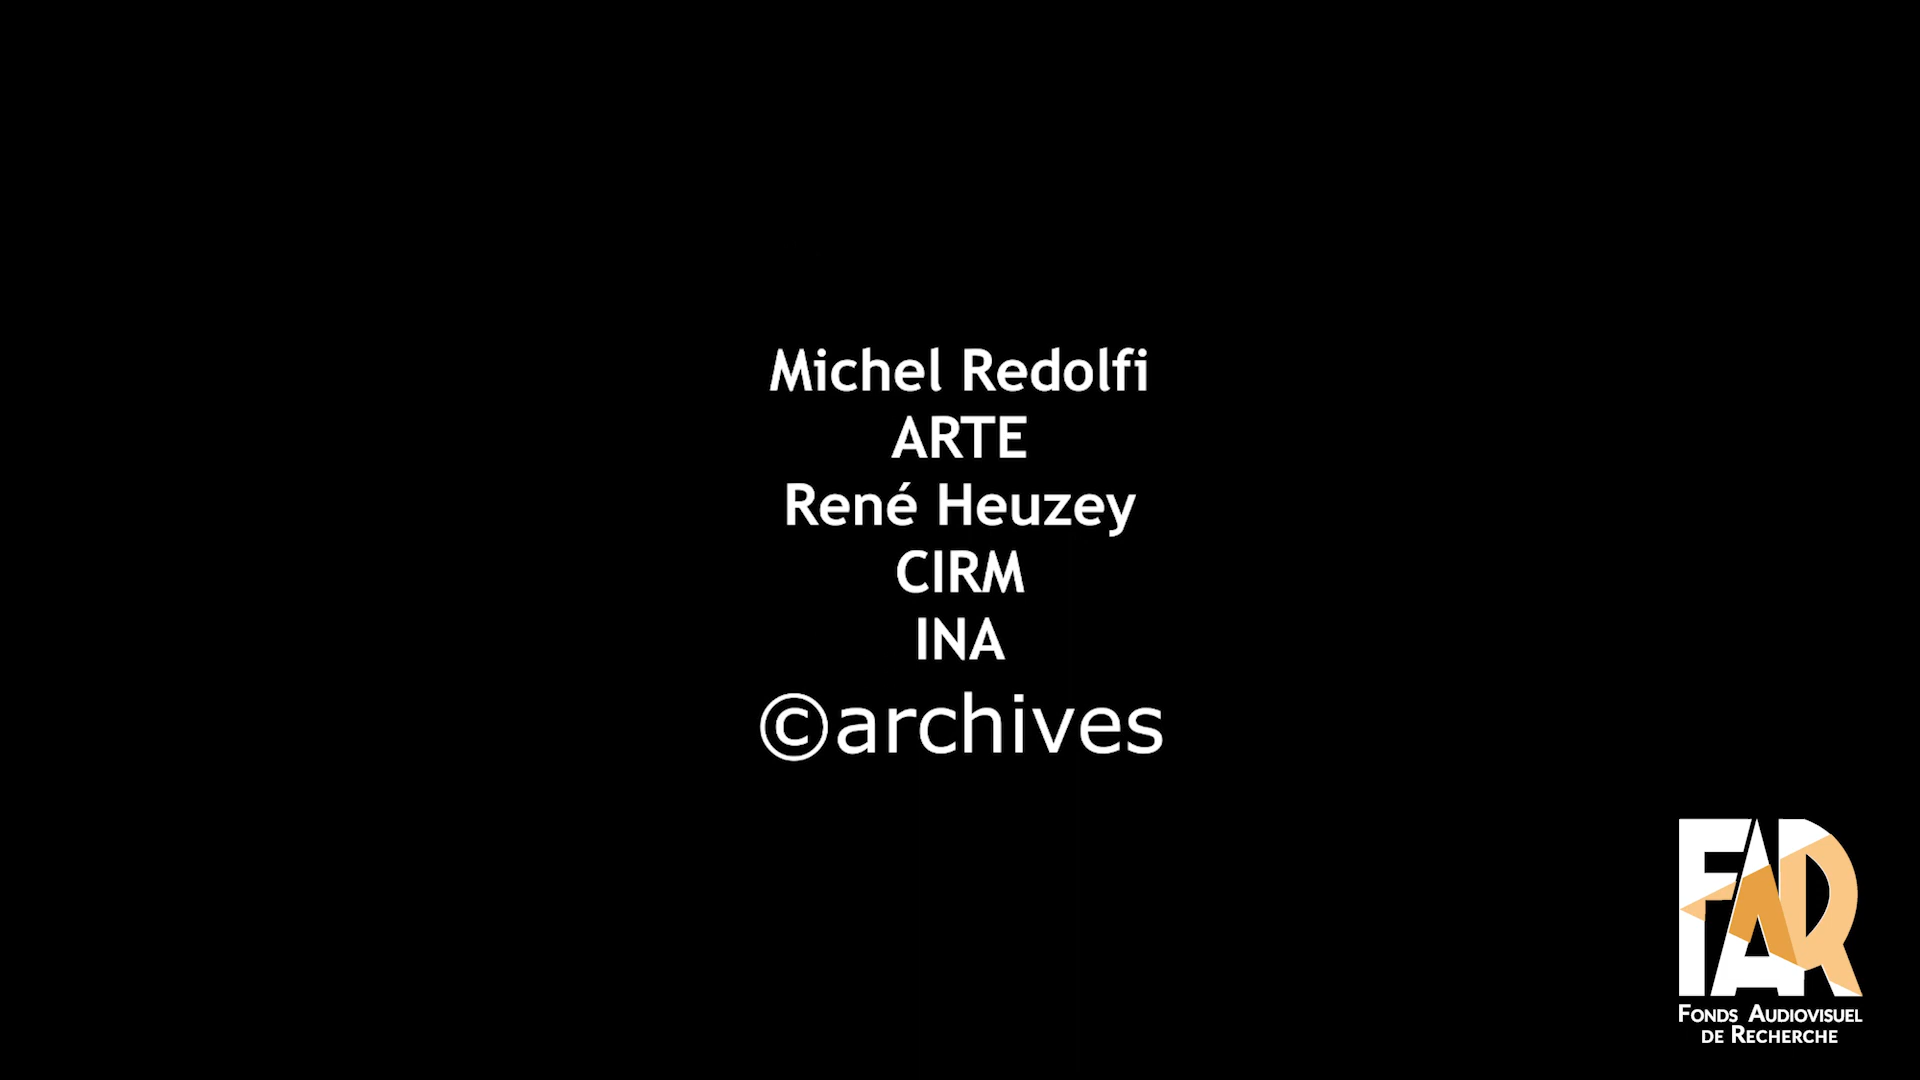 Michel Redolfi
ARTE
René Heuzey
CIRM
INA
©archives
FAR
FONDS AUDIOVISUEL
DE RECHERCHE